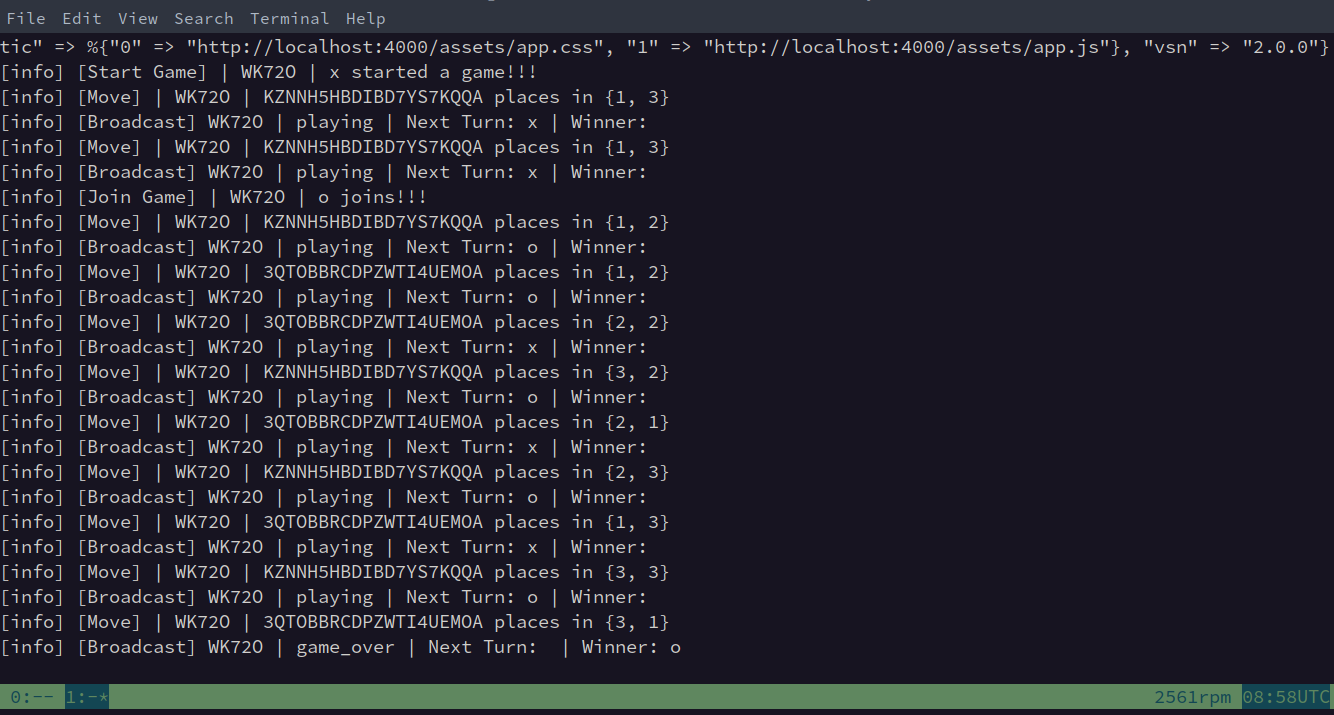 File Edit View Search Terminal Help
tic" => %{"0" => "http://localhost:4000/assets/app.css", "1" => "http://localhost:4000/assets/app.js"}, "vsn" => "2.0.0"}
[info] [Start Game] | WK72O | x started a game!!!
[info] [Move] | WK72O | KZNNH5HBDIBD7YS7KQQA places in {1, 3}
[info] [Broadcast] WK72O | playing | Next Turn: x | Winner:
[info] [Move] | WK72O | KZNNH5HBDIBD7YS7KQQA places in {1, 3}
[info] [Broadcast] WK72O | playing | Next Turn: x | Winner:
[info] [Join Game] | WK72O | o joins!!!
[info] [Move] | WK72O | KZNNH5HBDIBD7YS7KQQA places in {1, 2}
[info] [Broadcast] WK72O | playing | Next Turn: o | Winner:
[info] [Move] | WK72O | 3QTOBBRCDPZWTI4UEMOA places in {1, 2}
[info] [Broadcast] WK72O | playing | Next Turn: o | Winner:
[info] [Move] | WK72O | 3QTOBBRCDPZWTI4UEMOA places in {2, 2}
[info] [Broadcast] WK72O | playing | Next Turn: x | Winner:
[info] [Move] | WK72O | KZNNH5HBDIBD7YS7KQQA places in {3, 2}
[info] [Broadcast] WK72O | playing | Next Turn: o | Winner:
[info] [Move] | WK72O | 3QTOBBRCDPZWTI4UEMOA places in {2, 1}
[info] [Broadcast] WK72O | playing | Next Turn: x | Winner:
[info] [Move] | WK72O | KZNNH5HBDIBD7YS7KQQA places in {2, 3}
[info] [Broadcast] WK72O | playing | Next Turn: o | Winner:
[info] [Move] | WK72O | 3QTOBBRCDPZWTI4UEMOA places in {1, 3}
[info] [Broadcast] WK72O | playing | Next Turn: x | Winner:
[info] [Move] | WK72O | KZNNH5HBDIBD7YS7KQQA places in {3, 3}
[info] [Broadcast] WK72O | playing | Next Turn: o | Winner:
[info] [Move] | WK72O | 3QTOBBRCDPZWTI4UEMOA places in {3, 1}
[info] [Broadcast] WK72O | game_over | Next Turn:  | Winner: o
0:-- 1:-* 2561rpm 08:58UTC